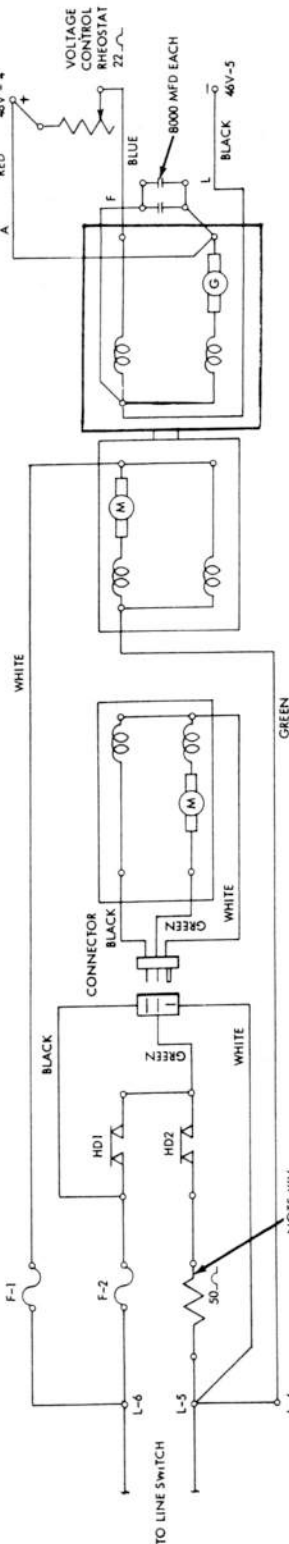 WHITE
F-1
BLACK
HD1
F-2
L-6
TO LINE SWITCH
HD2
GREEN
50
L-5
WHITE
CONNECTOR
BLACK
GREEN
WHITE
M
M
GREEN
G
A
RED
+
VOLTAGE
CONTROL
RHEOSTAT
22
BLUE
F
8000 MFD EACH
BLACK
L
46V-5